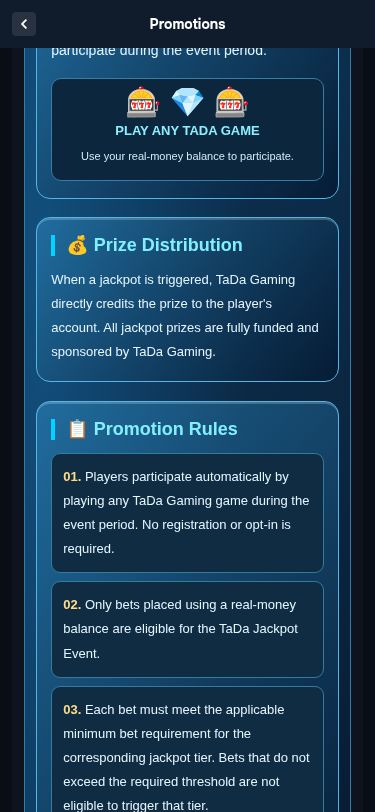 Promotions
participate during the event period.
PLAY ANY TADA GAME
Use your real-money balance to participate.
Prize Distribution
When a jackpot is triggered, TaDa Gaming
directly credits the prize to the player's
account. All jackpot prizes are fully funded and
sponsored by TaDa Gaming.
Promotion Rules
01. Players participate automatically by
playing any TaDa Gaming game during the
event period. No registration or opt-in is
required.
02. Only bets placed using a real-money
balance are eligible for the TaDa Jackpot
Event.
03. Each bet must meet the applicable
minimum bet requirement for the
corresponding jackpot tier. Bets that do not
exceed the required threshold are not
eligible to trigger that tier.